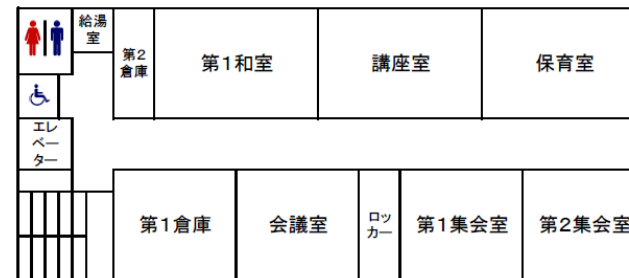 給湯
室
第2
倉庫
第1和室
講座室
保育室
エレ
ベー
ター
第1倉庫
会議室
ロッ
カー
第1集会室
第2集会室